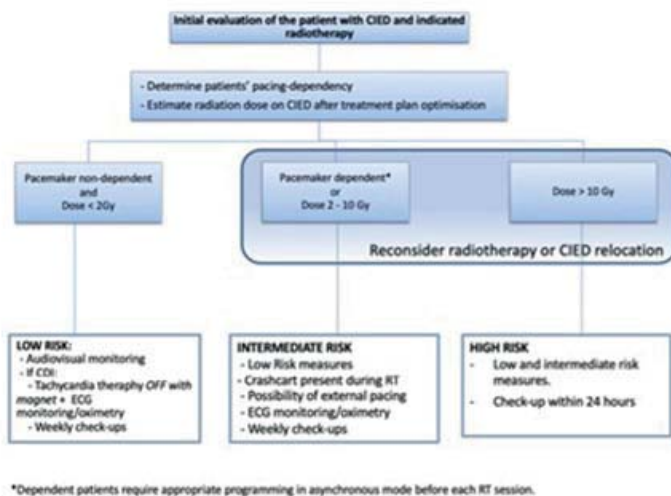 Initial evaluation of the patient with CIED and indicated
radiotherapy
- Determine patients' pacing-dependency
- Estimate radiation dose on CIED after treatment plan optimisation
Pacemaker non-dependent
and
Dose < 2Gy
Pacemaker dependent*
or
Dose 2 - 10 Gy
Dose > 10 Gy
Reconsider radiotherapy or CIED relocation
LOW RISK:
- Audiovisual monitoring
- If CDI:
- Tachycardia theraphy OFF with
magnet + ECG
monitoring/oximetry
- Weekly check-ups
INTERMEDIATE RISK
- Low Risk measures
- Crashcart present during RT
- Possibility of external pacing
- ECG monitoring/oximetry
- Weekly check-ups
HIGH RISK
- Low and intermediate risk
measures.
- Check-up within 24 hours
*Dependent patients require appropriate programming in asynchronous mode before each RT session.